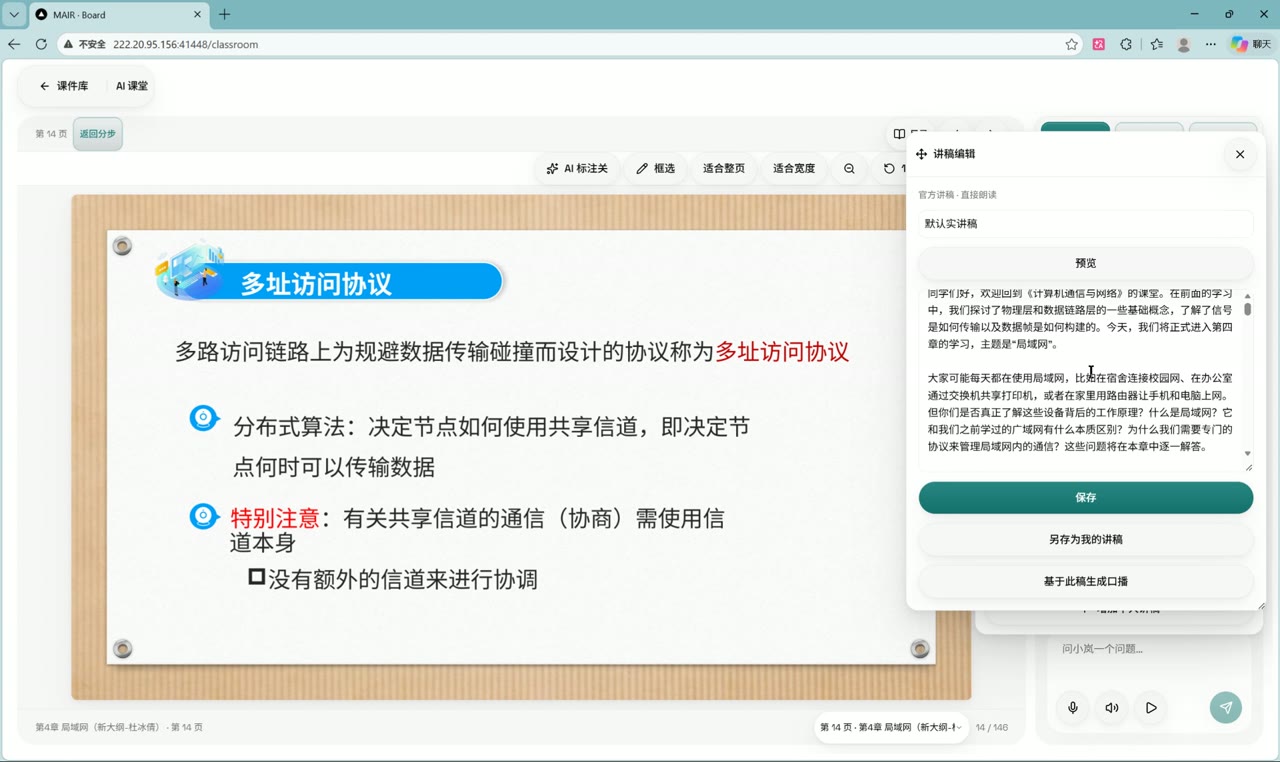 MAIR · Board
不安全 222.20.95.156:41448/classroom
聊天
课件库 AI 课堂
第 14 页 返回分步
AI 标注关 框选 适合整页 适合宽度
多址访问协议
多路访问链路上为规避数据传输碰撞而设计的协议称为多址访问协议
分布式算法：决定节点如何使用共享信道，即决定节
点何时可以传输数据
特别注意：有关共享信道的通信（协商）需使用信
道本身
没有额外的信道来进行协调
第4章 局域网（新大纲-杜冰倩） · 第 14 页
第 14 页 · 第4章 局域网（新大纲-
14 / 146
讲稿编辑
官方讲稿 · 直接朗读
默认实讲稿
预览
同学们好，欢迎回到《计算机通信与网络》的课堂。在前面的学习
中，我们探讨了物理层和数据链路层的一些基础概念，了解了信号
是如何传输以及数据帧是如何构建的。今天，我们将正式进入第四
章的学习，主题是“局域网”。
大家可能每天都在使用局域网，比如在宿舍连接校园网、在办公室
通过交换机共享打印机，或者在家里用路由器让手机和电脑上网。
但你们是否真正了解这些设备背后的工作原理？什么是局域网？它
和我们之前学过的广域网有什么本质区别？为什么我们需要专门的
协议来管理局域网内的通信？这些问题将在本章中逐一解答。
保存
另存为我的讲稿
基于此稿生成口播
问小岚一个问题...